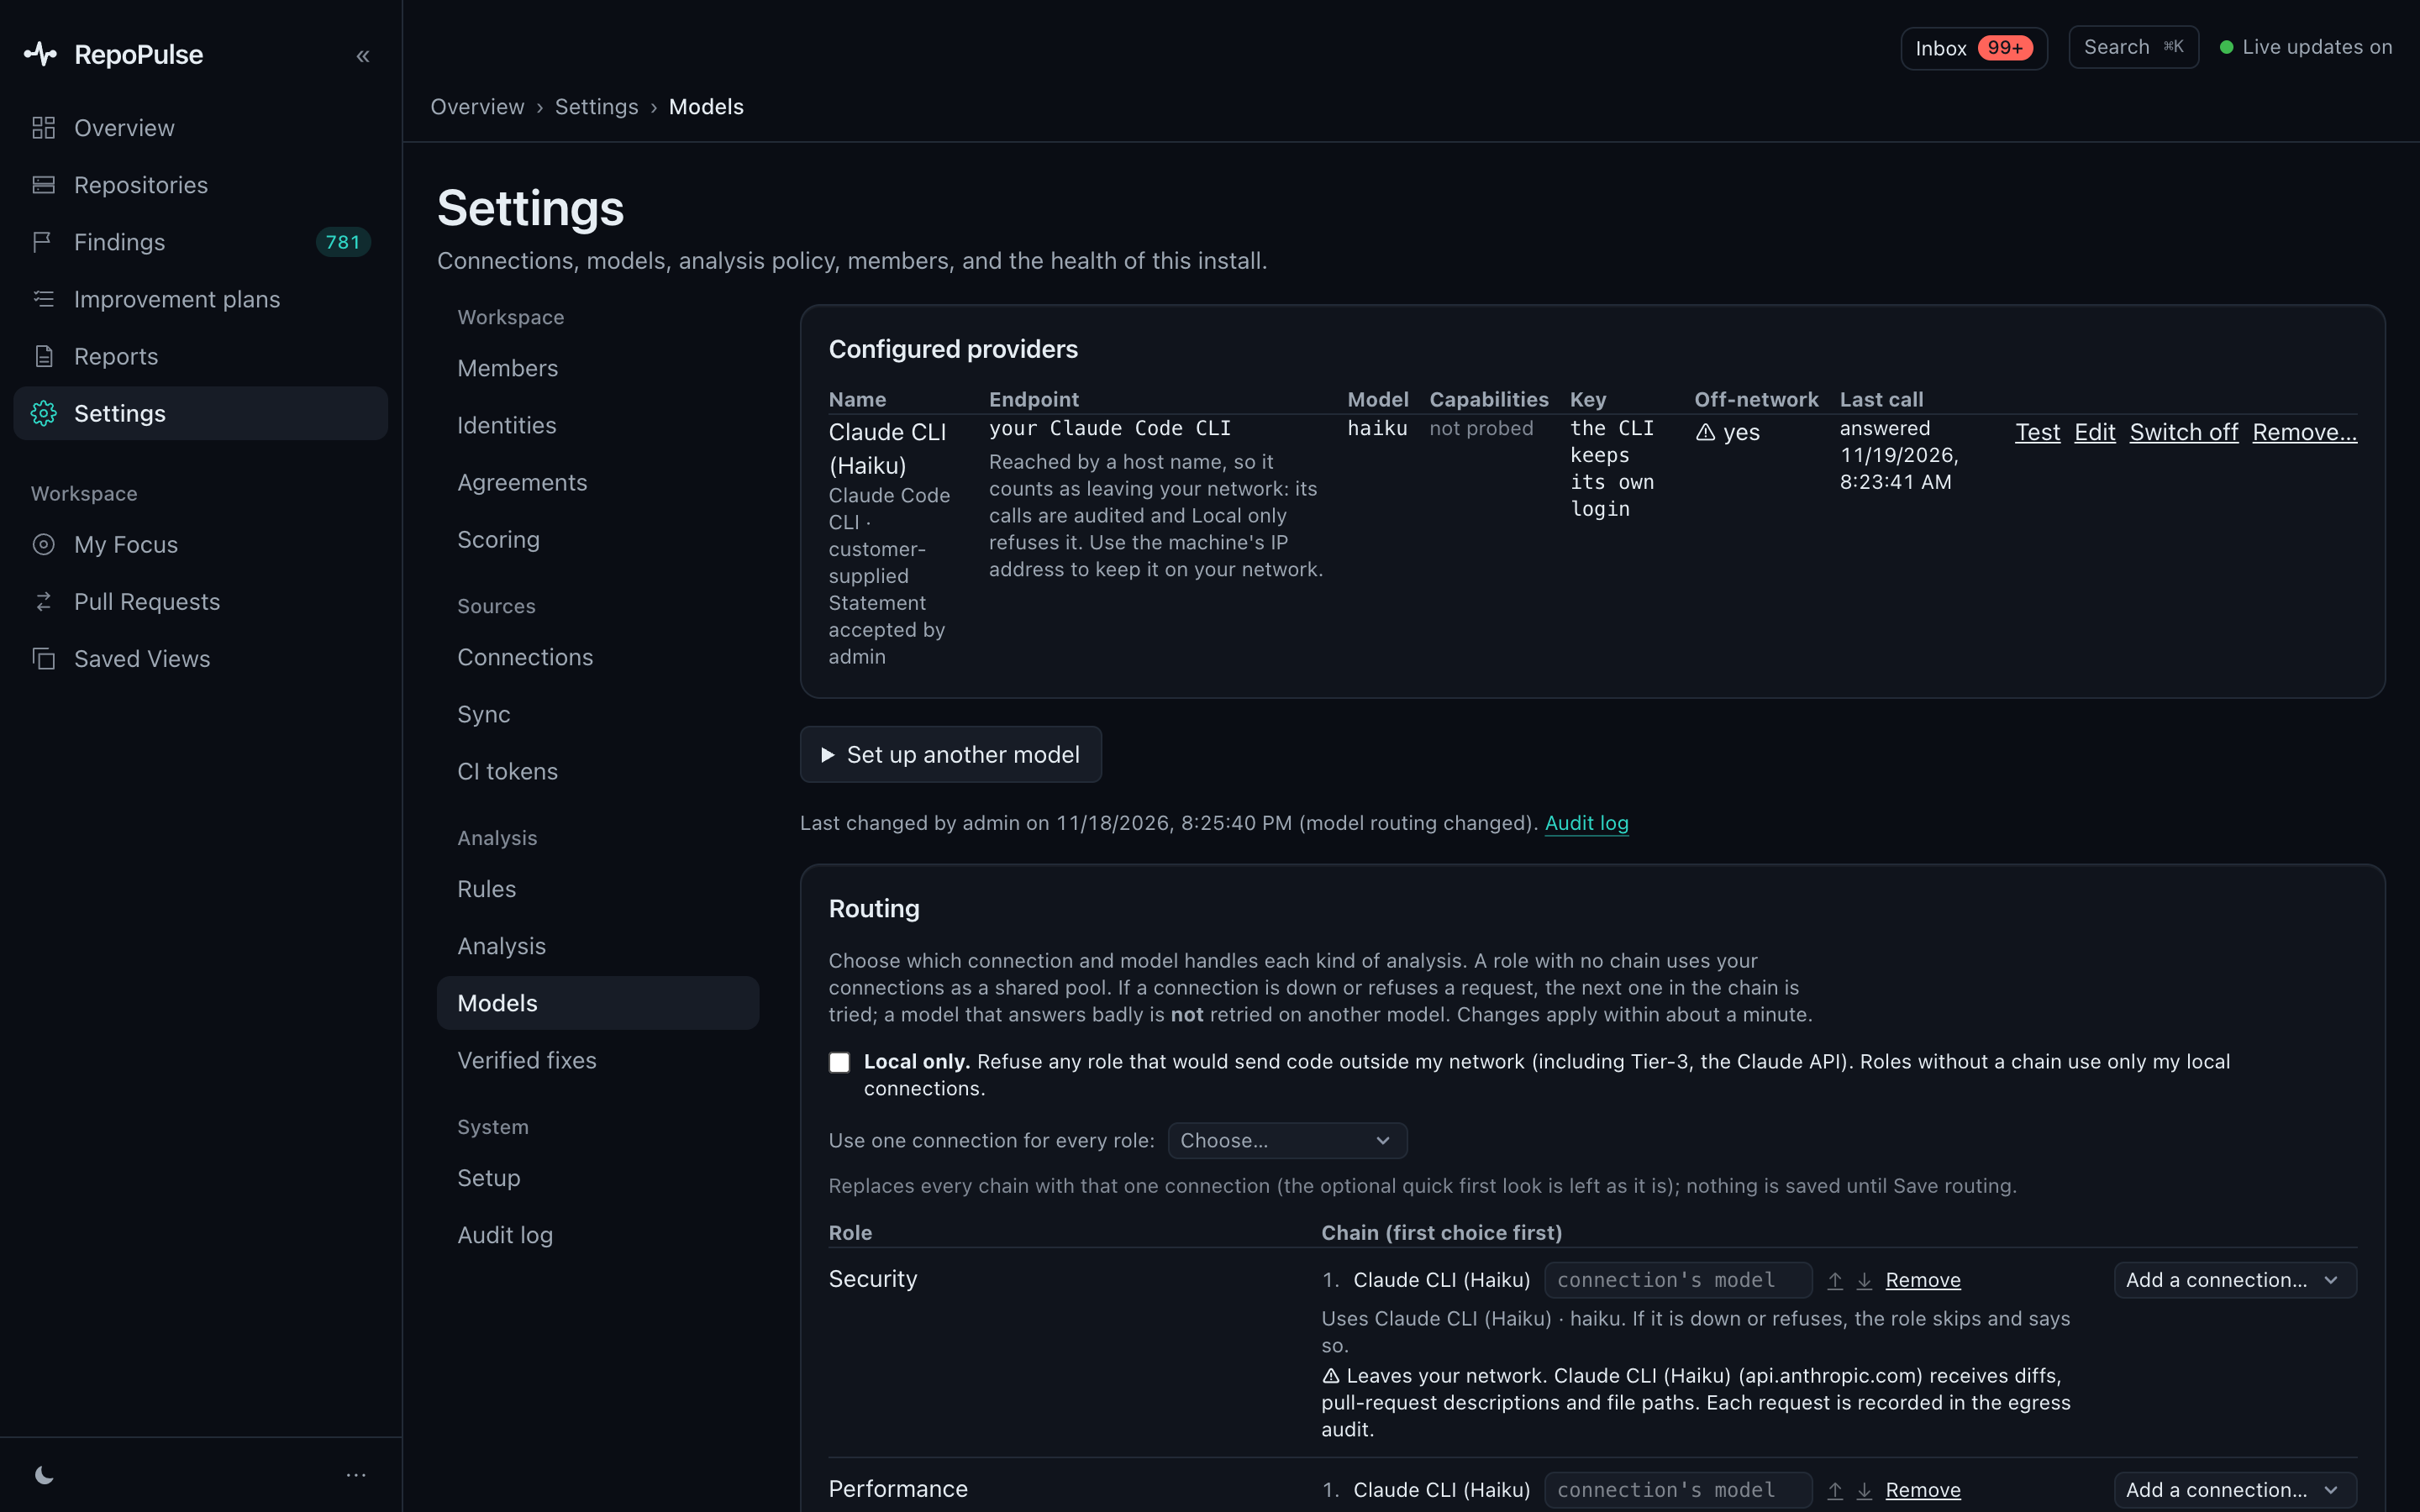 RepoPulse
«
Overview
Repositories
Findings 781
Improvement plans
Reports
Settings
Workspace
My Focus
Pull Requests
Saved Views
...
Inbox 99+
Search ⌘K
Live updates on
Overview › Settings › Models
Settings
Connections, models, analysis policy, members, and the health of this install.
Workspace
Members
Identities
Agreements
Scoring
Sources
Connections
Sync
CI tokens
Analysis
Rules
Analysis
Models
Verified fixes
System
Setup
Audit log
Configured providers
Name Endpoint Model Capabilities Key Off-network Last call
Claude CLI
(Haiku)
Claude Code
CLI ·
customer-
supplied
Statement
accepted by
admin
your Claude Code CLI
Reached by a host name, so it
counts as leaving your network: its
calls are audited and Local only
refuses it. Use the machine's IP
address to keep it on your network.
haiku
not probed
the CLI
keeps
its own
login
⚠ yes
answered
11/19/2026,
8:23:41 AM
Test Edit Switch off Remove...
▶ Set up another model
Last changed by admin on 11/18/2026, 8:25:40 PM (model routing changed). Audit log
Routing
Choose which connection and model handles each kind of analysis. A role with no chain uses your
connections as a shared pool. If a connection is down or refuses a request, the next one in the chain is
tried; a model that answers badly is not retried on another model. Changes apply within about a minute.
Local only. Refuse any role that would send code outside my network (including Tier-3, the Claude API). Roles without a chain use only my local
connections.
Use one connection for every role: Choose...
Replaces every chain with that one connection (the optional quick first look is left as it is); nothing is saved until Save routing.
Role Chain (first choice first)
Security 1. Claude CLI (Haiku) connection's model ↑ ↓ Remove Add a connection...
Uses Claude CLI (Haiku) · haiku. If it is down or refuses, the role skips and says
so.
⚠ Leaves your network. Claude CLI (Haiku) (api.anthropic.com) receives diffs,
pull-request descriptions and file paths. Each request is recorded in the egress
audit.
Performance 1. Claude CLI (Haiku) connection's model ↑ ↓ Remove Add a connection...